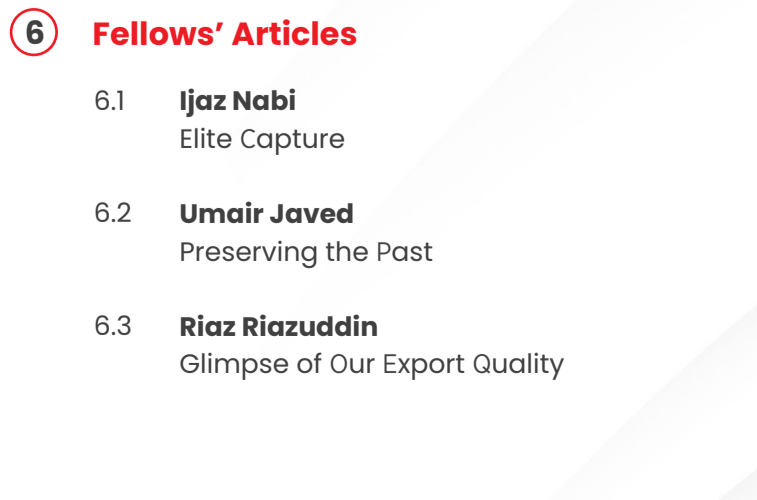 6 Fellows’ Articles
6.1 Ijaz Nabi
Elite Capture
6.2 Umair Javed
Preserving the Past
6.3 Riaz Riazuddin
Glimpse of Our Export Quality